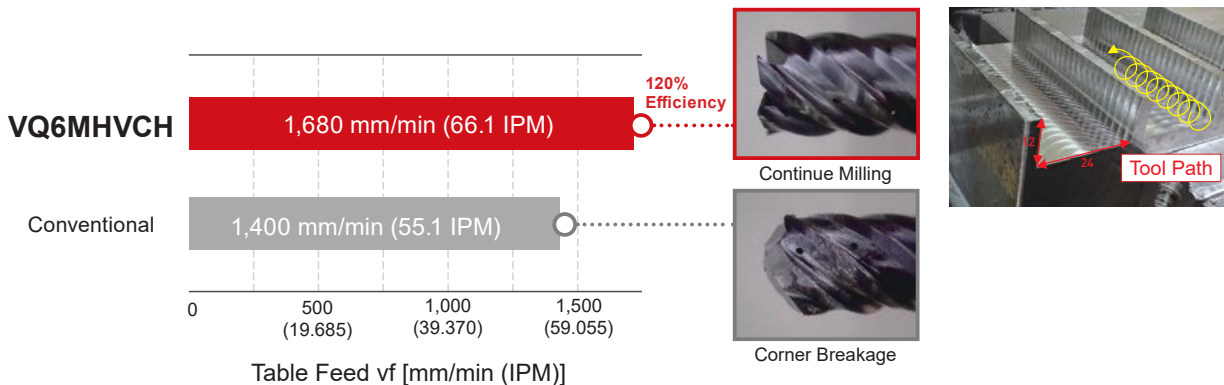 VQ6MHVCH
1,680 mm/min (66.1 IPM)
120%
Efficiency
Continue Milling
Conventional
1,400 mm/min (55.1 IPM)
Corner Breakage
0
500
(19.685)
1,000
(39.370)
1,500
(59.055)
Table Feed vf [mm/min (IPM)]
24
Tool Path